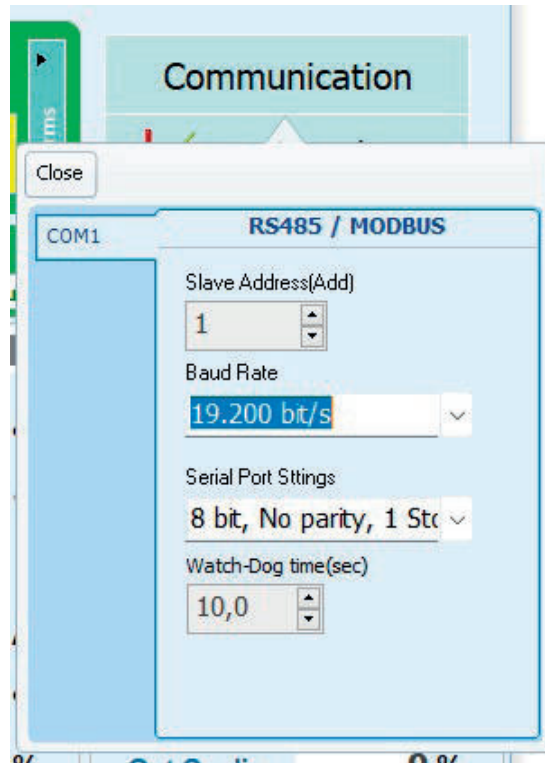 Communication
Close
COM1
RS485 / MODBUS
Slave Address(Add)
1
Baud Rate
19.200 bit/s
Serial Port Sttings
8 bit, No parity, 1
Watch-Dog time(sec)
10,0
%
0 %